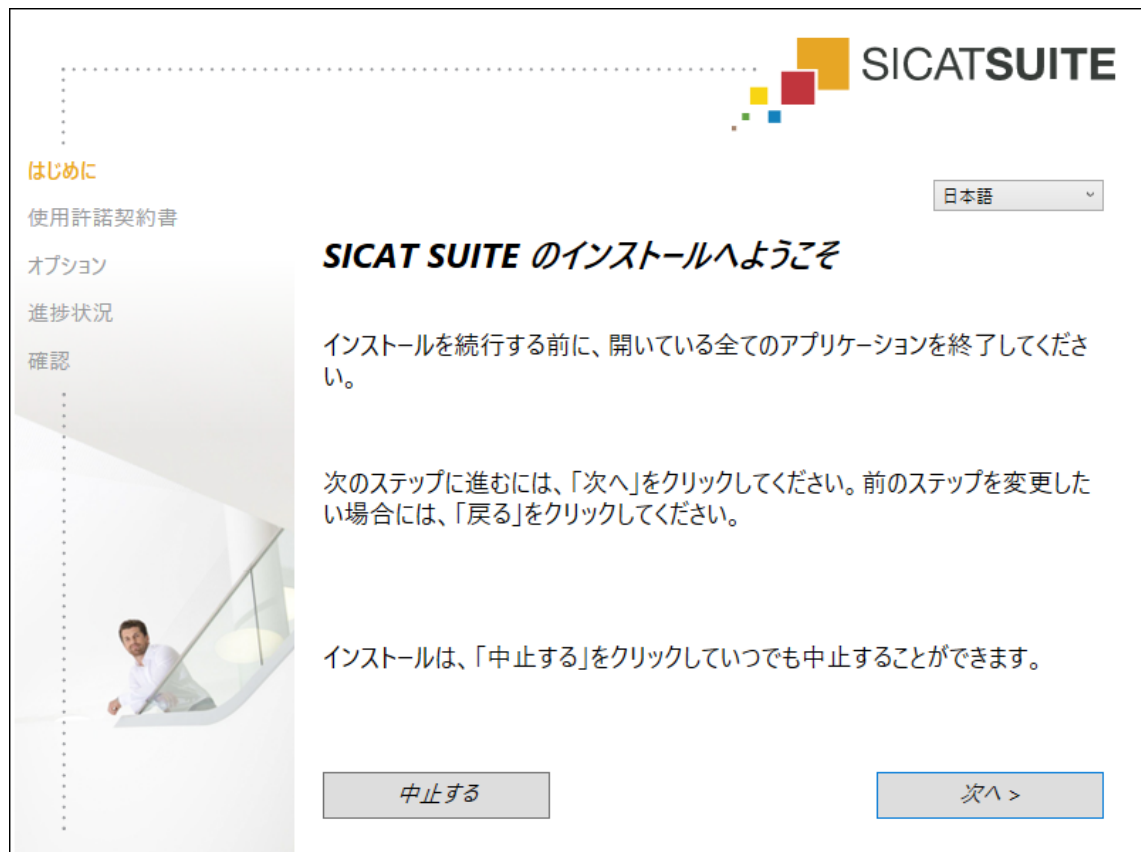 SICATSUITE
はじめに
使用許諾契約書
オプション
進捗状況
確認
日本語
SICAT SUITE のインストールへようこそ
インストールを続行する前に、開いている全てのアプリケーションを終了してくださ
い。
次のステップに進むには、「次へ」をクリックしてください。前のステップを変更した
い場合には、「戻る」をクリックしてください。
インストールは、「中止する」をクリックしていつでも中止することができます。
中止する
次へ >